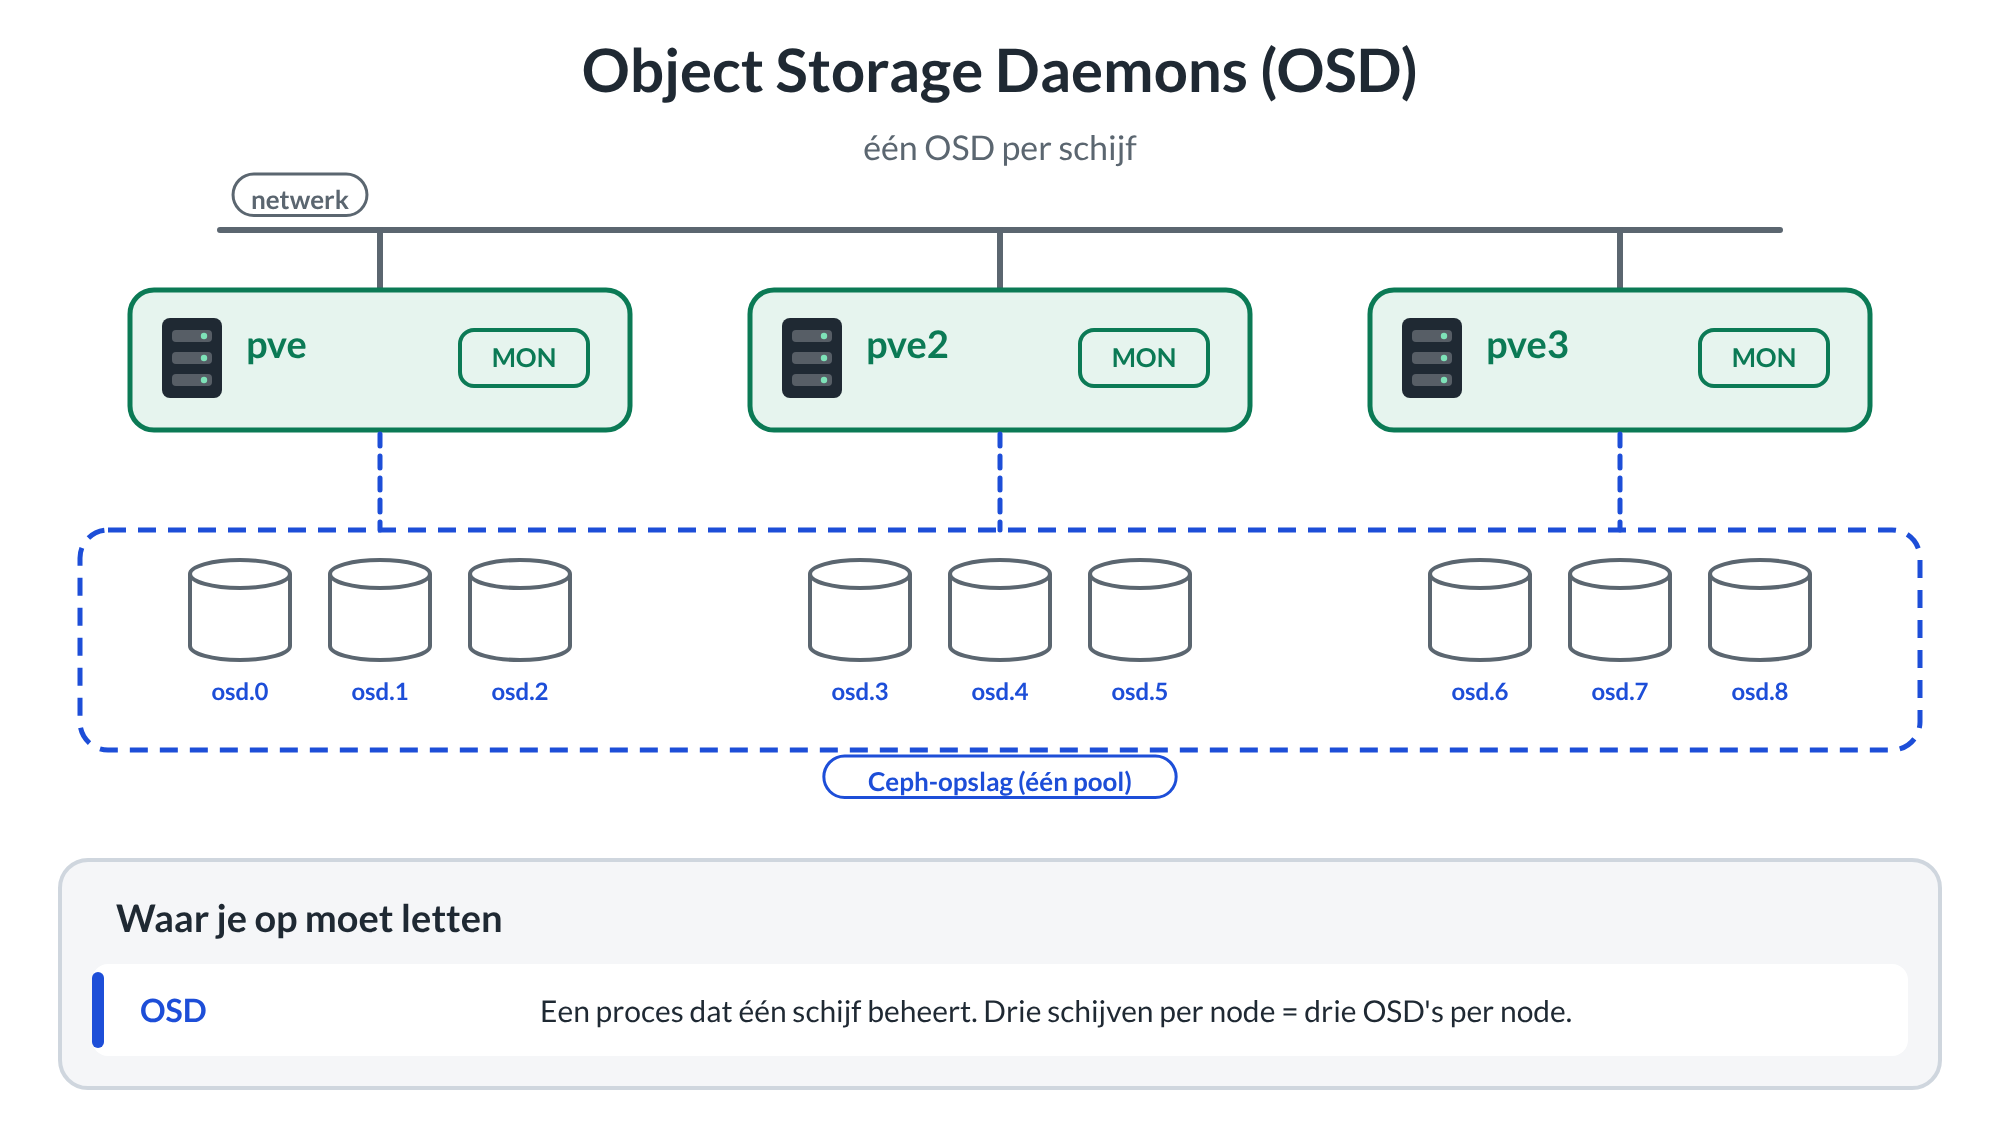 Object Storage Daemons (OSD)
één OSD per schijf
netwerk
pve
MON
pve2
MON
pve3
MON
osd.0
osd.1
osd.2
osd.3
osd.4
osd.5
osd.6
osd.7
osd.8
Ceph-opslag (één pool)
Waar je op moet letten
OSD
Een proces dat één schijf beheert. Drie schijven per node = drie OSD's per node.